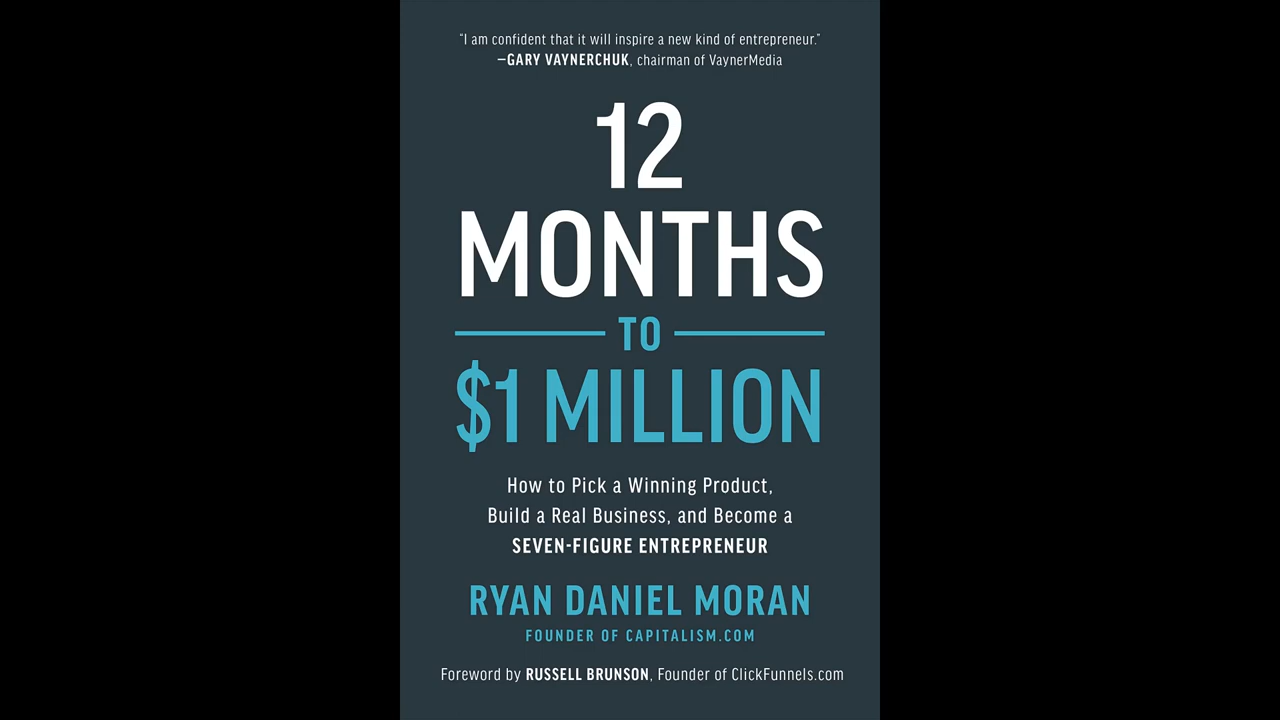 “I am confident that it will inspire a new kind of entrepreneur.”
—GARY VAYNERCHUK, chairman of VaynerMedia
12
MONTHS
TO
$1 MILLION
How to Pick a Winning Product,
Build a Real Business, and Become a
SEVEN-FIGURE ENTREPRENEUR
RYAN DANIEL MORAN
FOUNDER OF CAPITALISM.COM
Foreword by RUSSELL BRUNSON, Founder of ClickFunnels.com